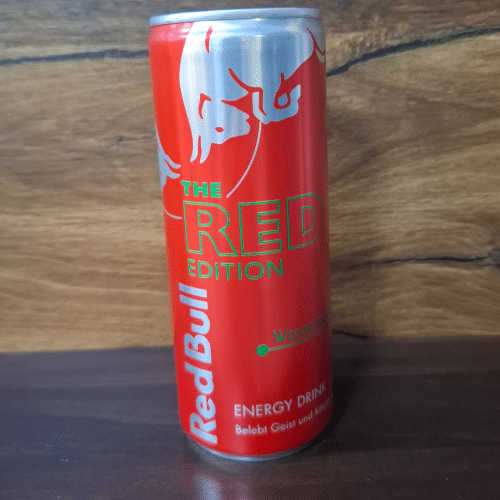 THE
RED
EDITION
Red Bull
ENERGY DRINK
Belebt Geist und